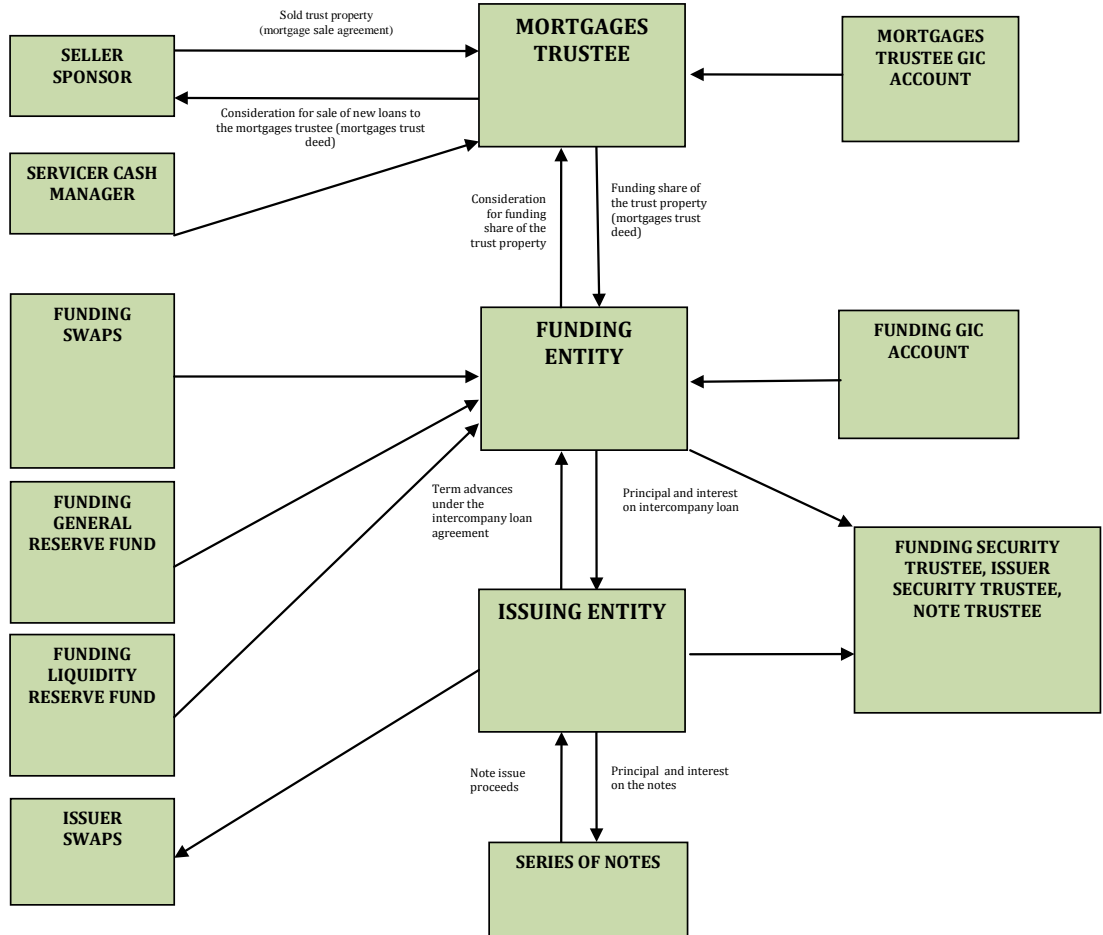 Sold trust property
(mortgage sale agreement)
MORTGAGES
TRUSTEE
SELLER
SPONSOR
MORTGAGES
TRUSTEE GIC
ACCOUNT
Consideration for sale of new loans to
the mortgages trustee (mortgages trust
deed)
SERVICER CASH
MANAGER
Consideration
for funding
share of the
trust property
Funding share of
the trust property
(mortgages trust
deed)
FUNDING
SWAPS
FUNDING
ENTITY
FUNDING GIC
ACCOUNT
FUNDING
GENERAL
RESERVE FUND
Term advances
under the
intercompany loan
agreement
Principal and interest
on intercompany loan
FUNDING SECURITY
TRUSTEE, ISSUER
SECURITY TRUSTEE,
NOTE TRUSTEE
ISSUING ENTITY
FUNDING
LIQUIDITY
RESERVE FUND
Note issue
proceeds
Principal and interest
on the notes
ISSUER
SWAPS
SERIES OF NOTES